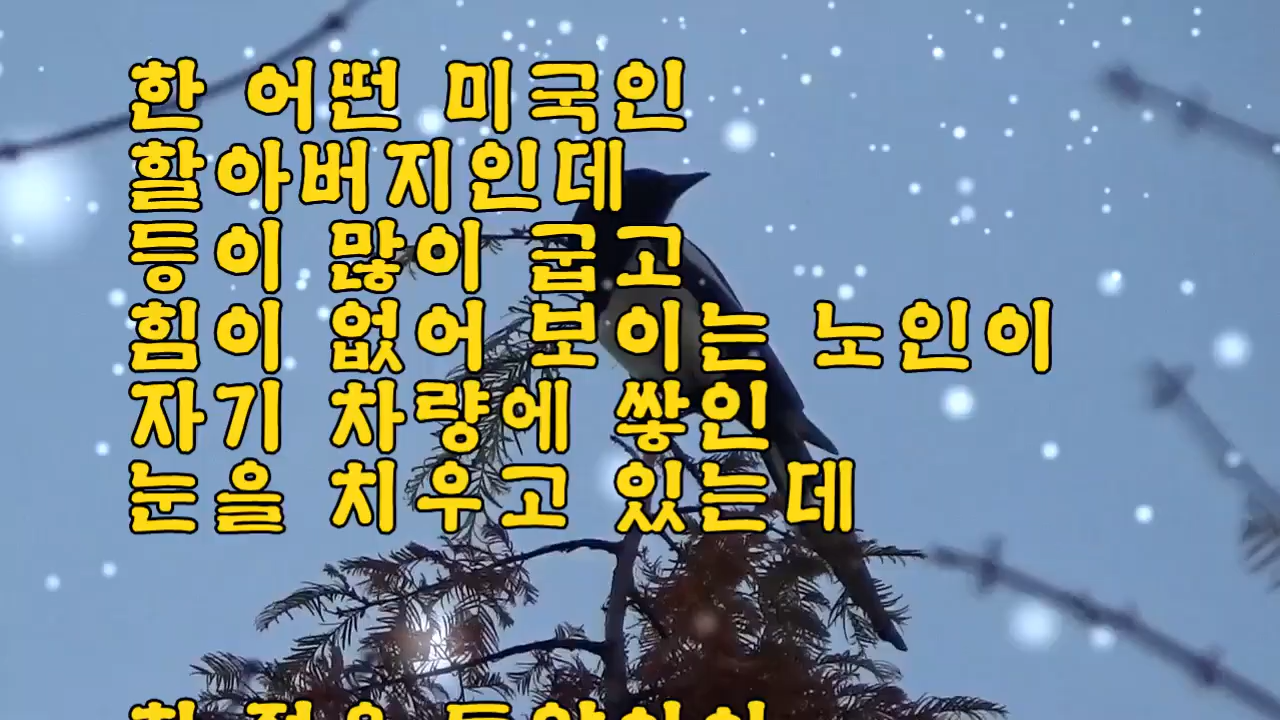 한 어떤 미국인
할아버지인데
등이 많이 굽고
힘이 없어 보이는 노인이
자기 차량에 쌓인
눈을 치우고 있는데